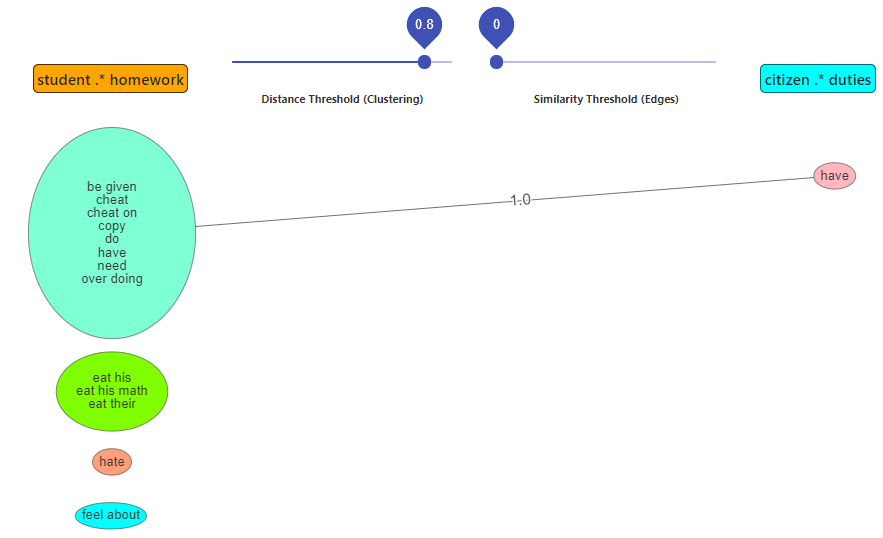 0.8
0
student .* homework
citizen .* duties
Distance Threshold (Clustering)
Similarity Threshold (Edges)
be given
cheat
cheat on
copy
do
have
need
over doing
1.0
have
eat his
eat his math
eat their
hate
feel about